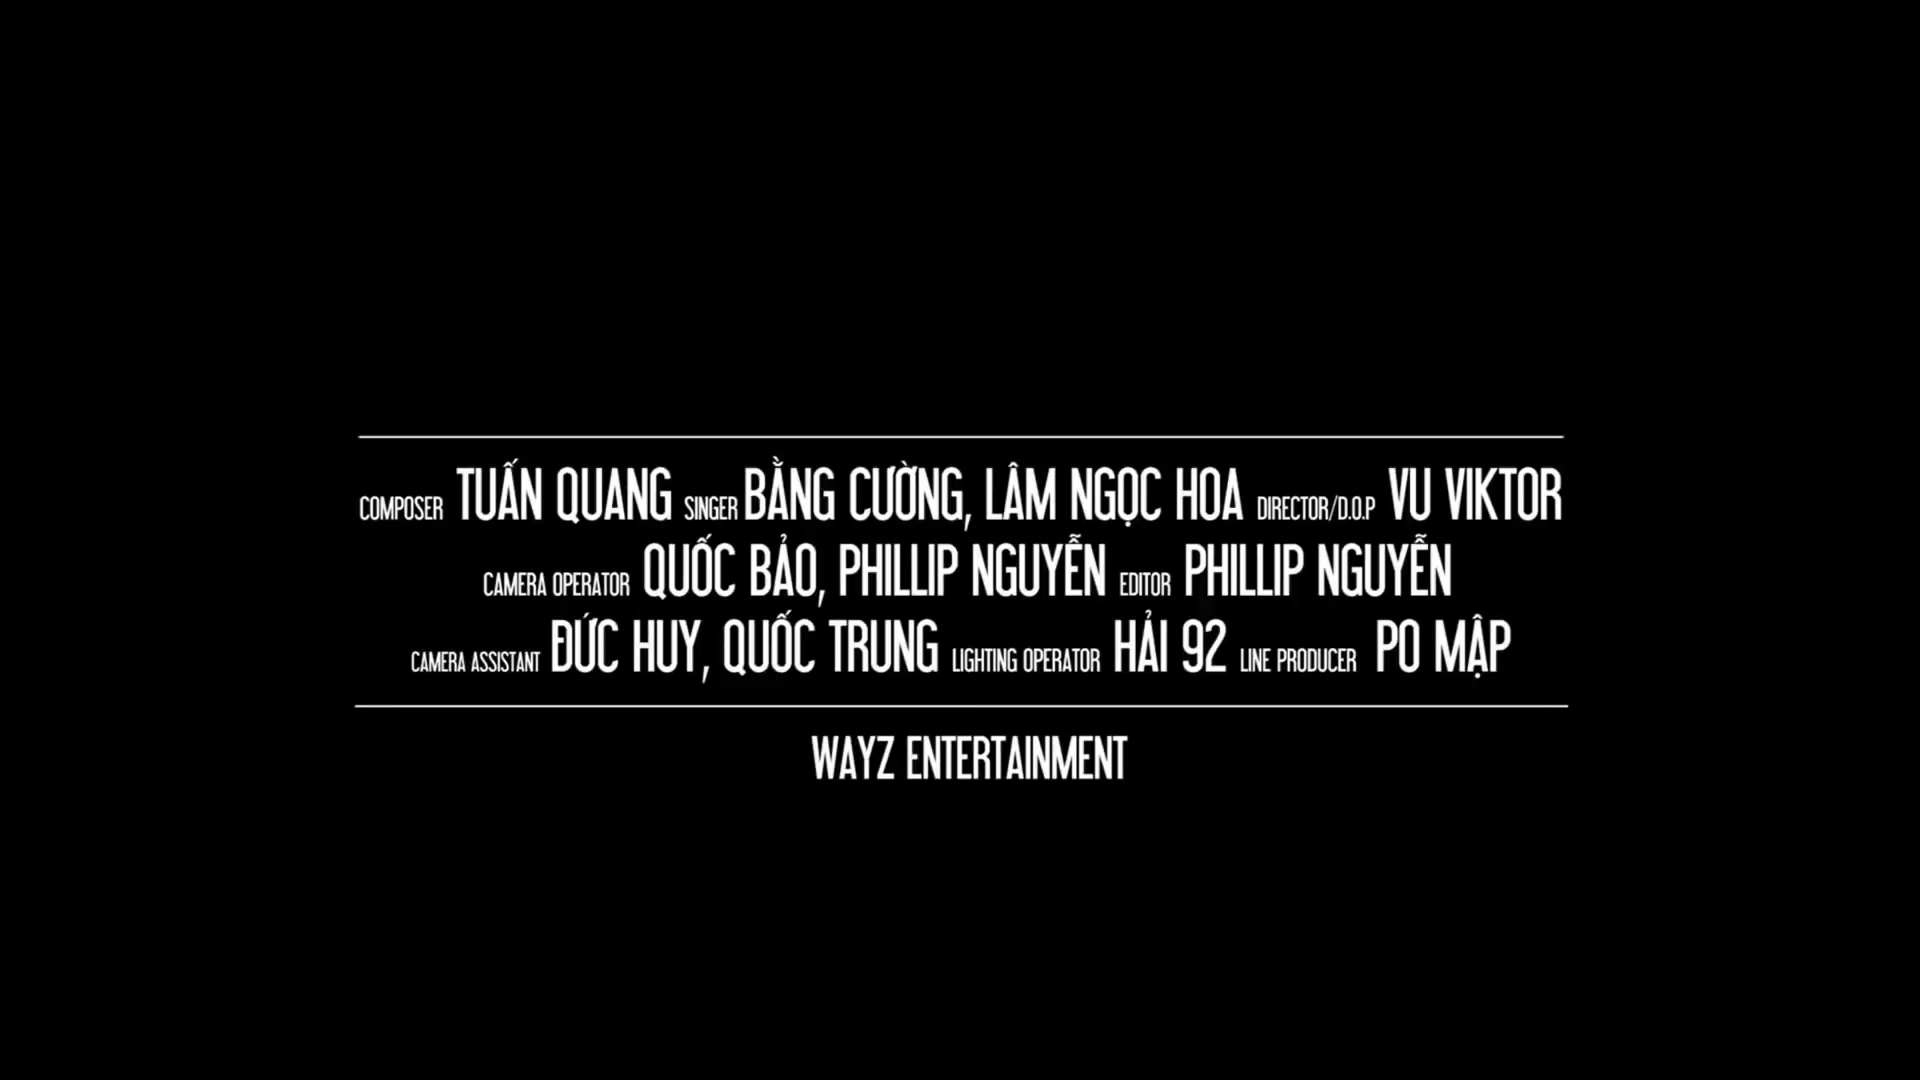 COMPOSER TUẤN QUANG SINGER BẰNG CƯỜNG, LÂM NGỌC HOA DIRECTOR/D.O.P VU VIKTOR
CAMERA OPERATOR QUỐC BẢO, PHILLIP NGUYỄN EDITOR PHILLIP NGUYỄN
CAMERA ASSISTANT ĐỨC HUY, QUỐC TRUNG LIGHTING OPERATOR HẢI 92 LINE PRODUCER PO MẬP
WAYZ ENTERTAINMENT